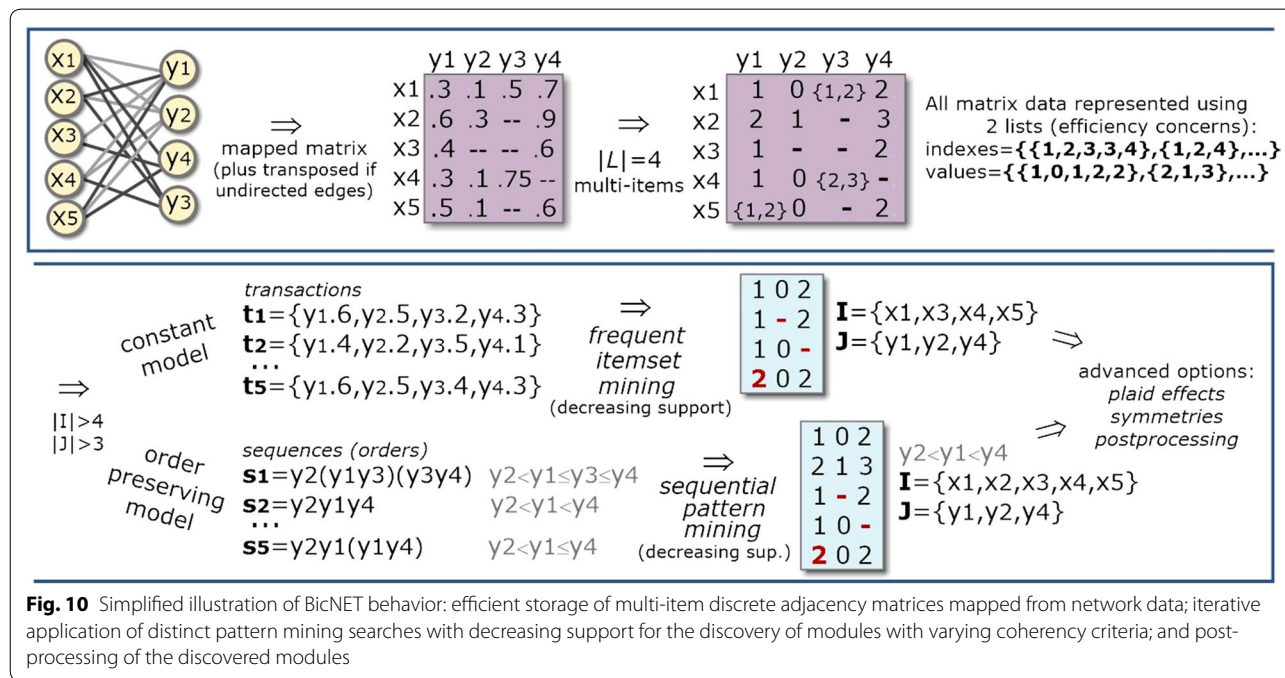 x1
x2
x3
x4
x5
y1
y2
y4
y3
⇒
mapped matrix
(plus transposed if
undirected edges)
y1 y2 y3 y4
x1 .3 .1 .5 .7
x2 .6 .3 -- .9
x3 .4 -- -- .6
x4 .3 .1 .75 --
x5 .5 .1 -- .6
⇒
|L|=4
multi-items
y1 y2 y3 y4
x1 1 0 {1,2} 2
x2 2 1 - 3
x3 1 - - 2
x4 1 0 {2,3} -
x5 {1,2} 0 - 2
All matrix data represented using
2 lists (efficiency concerns):
indexes={{1,2,3,3,4},{1,2,4},...}
values={{1,0,1,2,2},{2,1,3},...}
⇒
|I|>4
|J|>3
constant
model
transactions
t1={y1.6,y2.5,y3.2,y4.3}
t2={y1.4,y2.2,y3.5,y4.1}
...
t5={y1.6,y2.5,y3.4,y4.3}
⇒
frequent
itemset
mining
(decreasing support)
1 0 2
1 - 2
1 0 -
2 0 2
I={x1,x3,x4,x5}
J={y1,y2,y4}
order
preserving
model
sequences (orders)
s1=y2(y1y3)(y3y4) y2<y1≤y3≤y4
s2=y2y1y4 y2<y1<y4
...
s5=y2y1(y1y4) y2<y1≤y4
⇒
sequential
pattern
mining
(decreasing sup.)
1 0 2
2 1 3
1 - 2
1 0 -
2 0 2
y2<y1<y4
I={x1,x2,x3,x4,x5}
J={y1,y2,y4}
⇒
⇒
advanced options:
plaid effects
symmetries
postprocessing
Fig. 10 Simplified illustration of BicNET behavior: efficient storage of multi-item discrete adjacency matrices mapped from network data; iterative
application of distinct pattern mining searches with decreasing support for the discovery of modules with varying coherency criteria; and post-
processing of the discovered modules